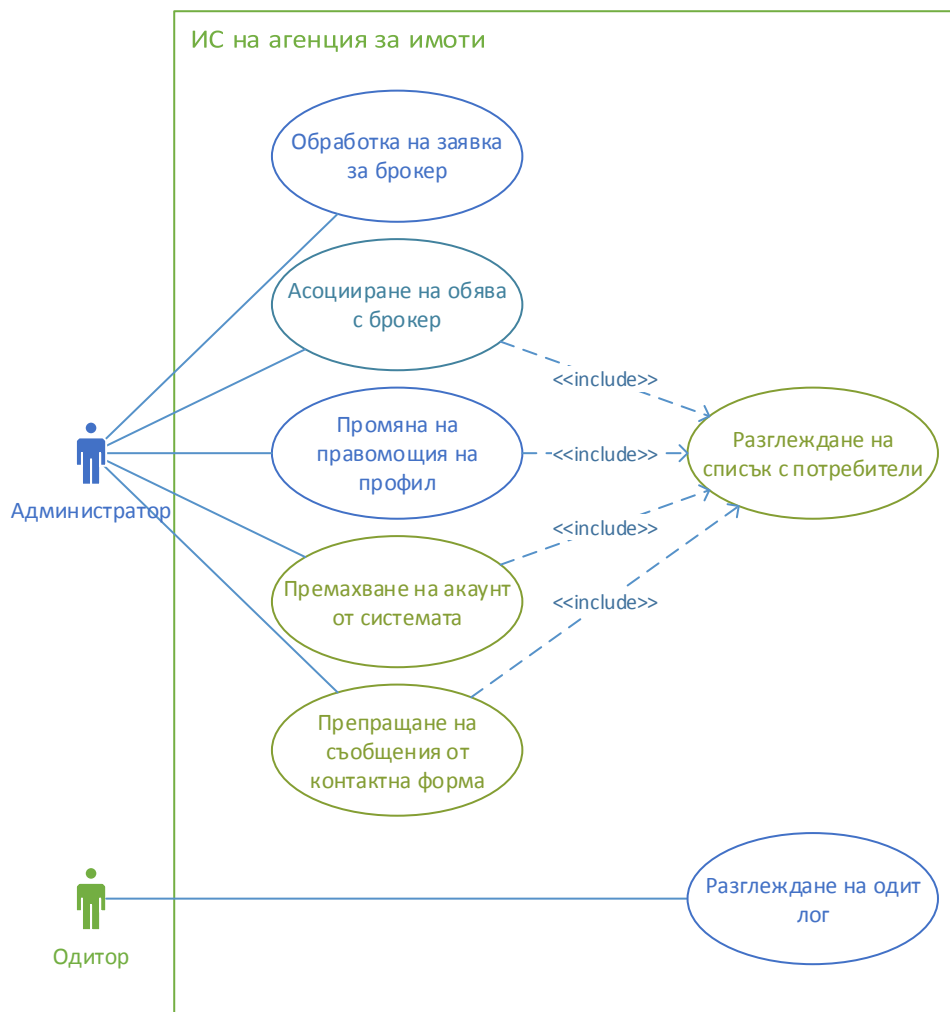 ИС на агенция за имоти
Обработка на заявка
за брокер
Асоцииране на обява
с брокер
<<include>>
Промяна на
правомощия на
профил
<<include>>
Разглеждане на
списък с потребители
Администратор
<<include>>
Премахване на акаунт
от системата
<<include>>
Препращане на
съобщения от
контактна форма
Разглеждане на одит
лог
Одитор